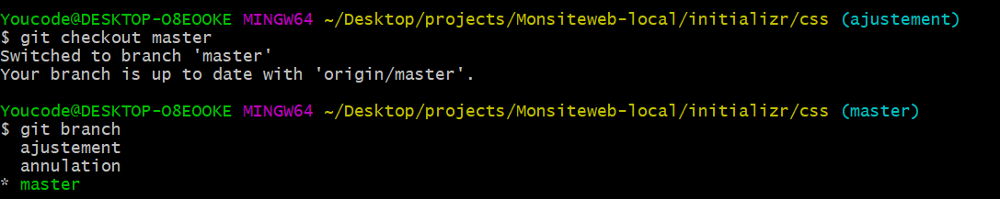 Youcode@DESKTOP-O8EOOKE MINGW64 ~/Desktop/projects/Monsiteweb-local/initializr/css (ajustement)
$ git checkout master
Switched to branch 'master'
Your branch is up to date with 'origin/master'.
Youcode@DESKTOP-O8EOOKE MINGW64 ~/Desktop/projects/Monsiteweb-local/initializr/css (master)
$ git branch
  ajustement
  annulation
* master